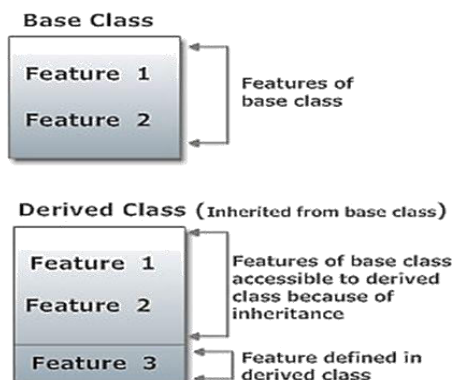 Base Class
Feature 1
Feature 2
Features of
base class
Derived Class (Inherited from base class)
Feature 1
Feature 2
Features of base class
accessible to derived
class because of
inheritance
Feature 3
Feature defined in
derived class